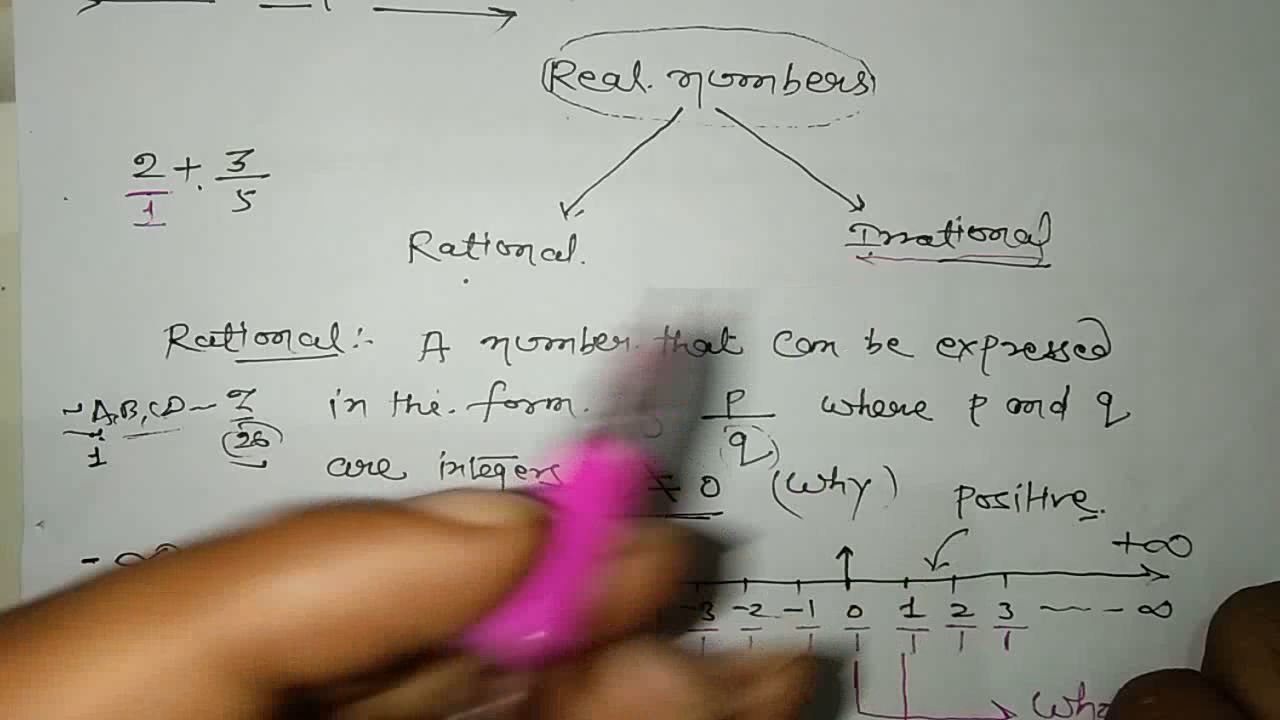 Real numbers
2/1 + 3/5
Rational. Irrational
Rational :- A number that can be expressed
A, B, C, D ~ Z/26 in the form p/q where p and q
1
are integers ≠ 0 (why) Positive.
-∞ +∞
-3 -2 -1 0 1 2 3 - ∞
1 1 1 1 1 1 1